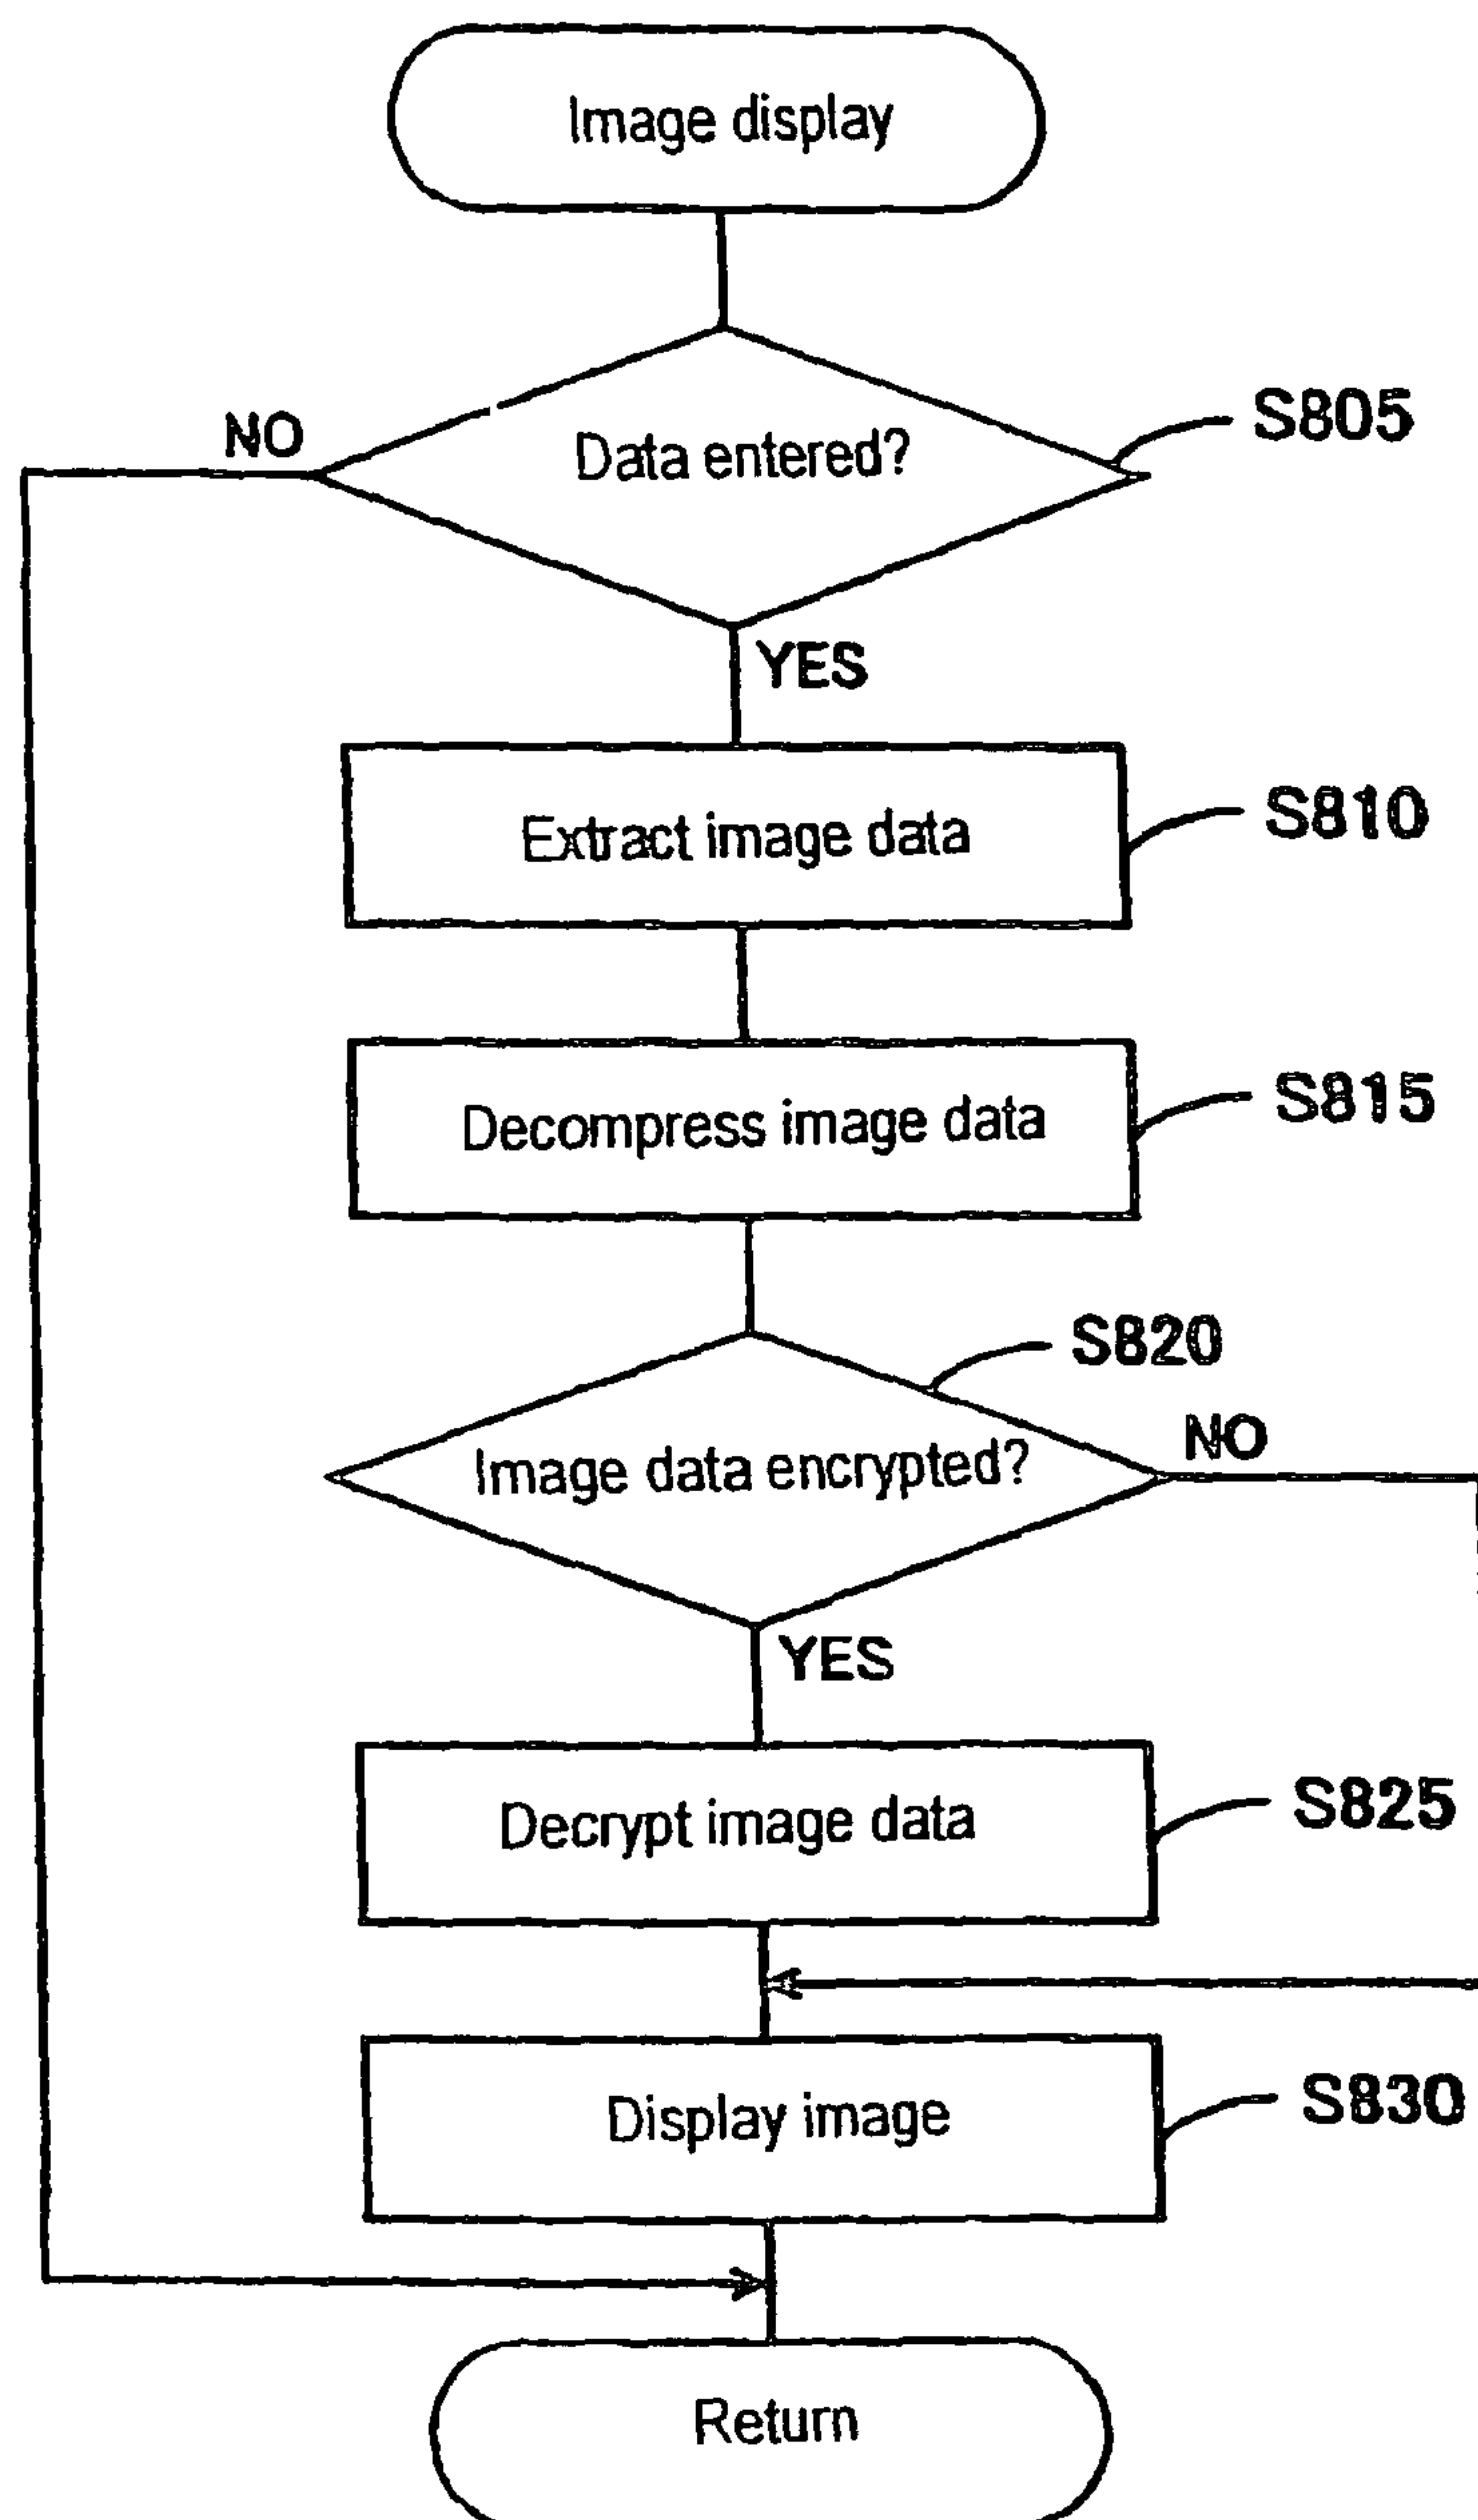 Image display
Data entered?
S805
NO
YES
Extract image data
S810
Decompress image data
S815
S820
Image data encrypted?
NO
YES
Decrypt image data
S825
Display image
S830
Return